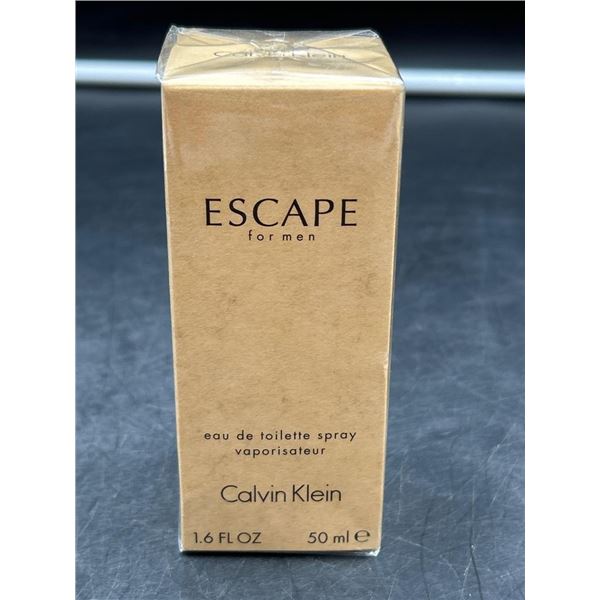 Calvin Klein
ESCAPE
for men
eau de toilette spray
vaporisateur
Calvin Klein
1.6 FL OZ 50 ml ℮